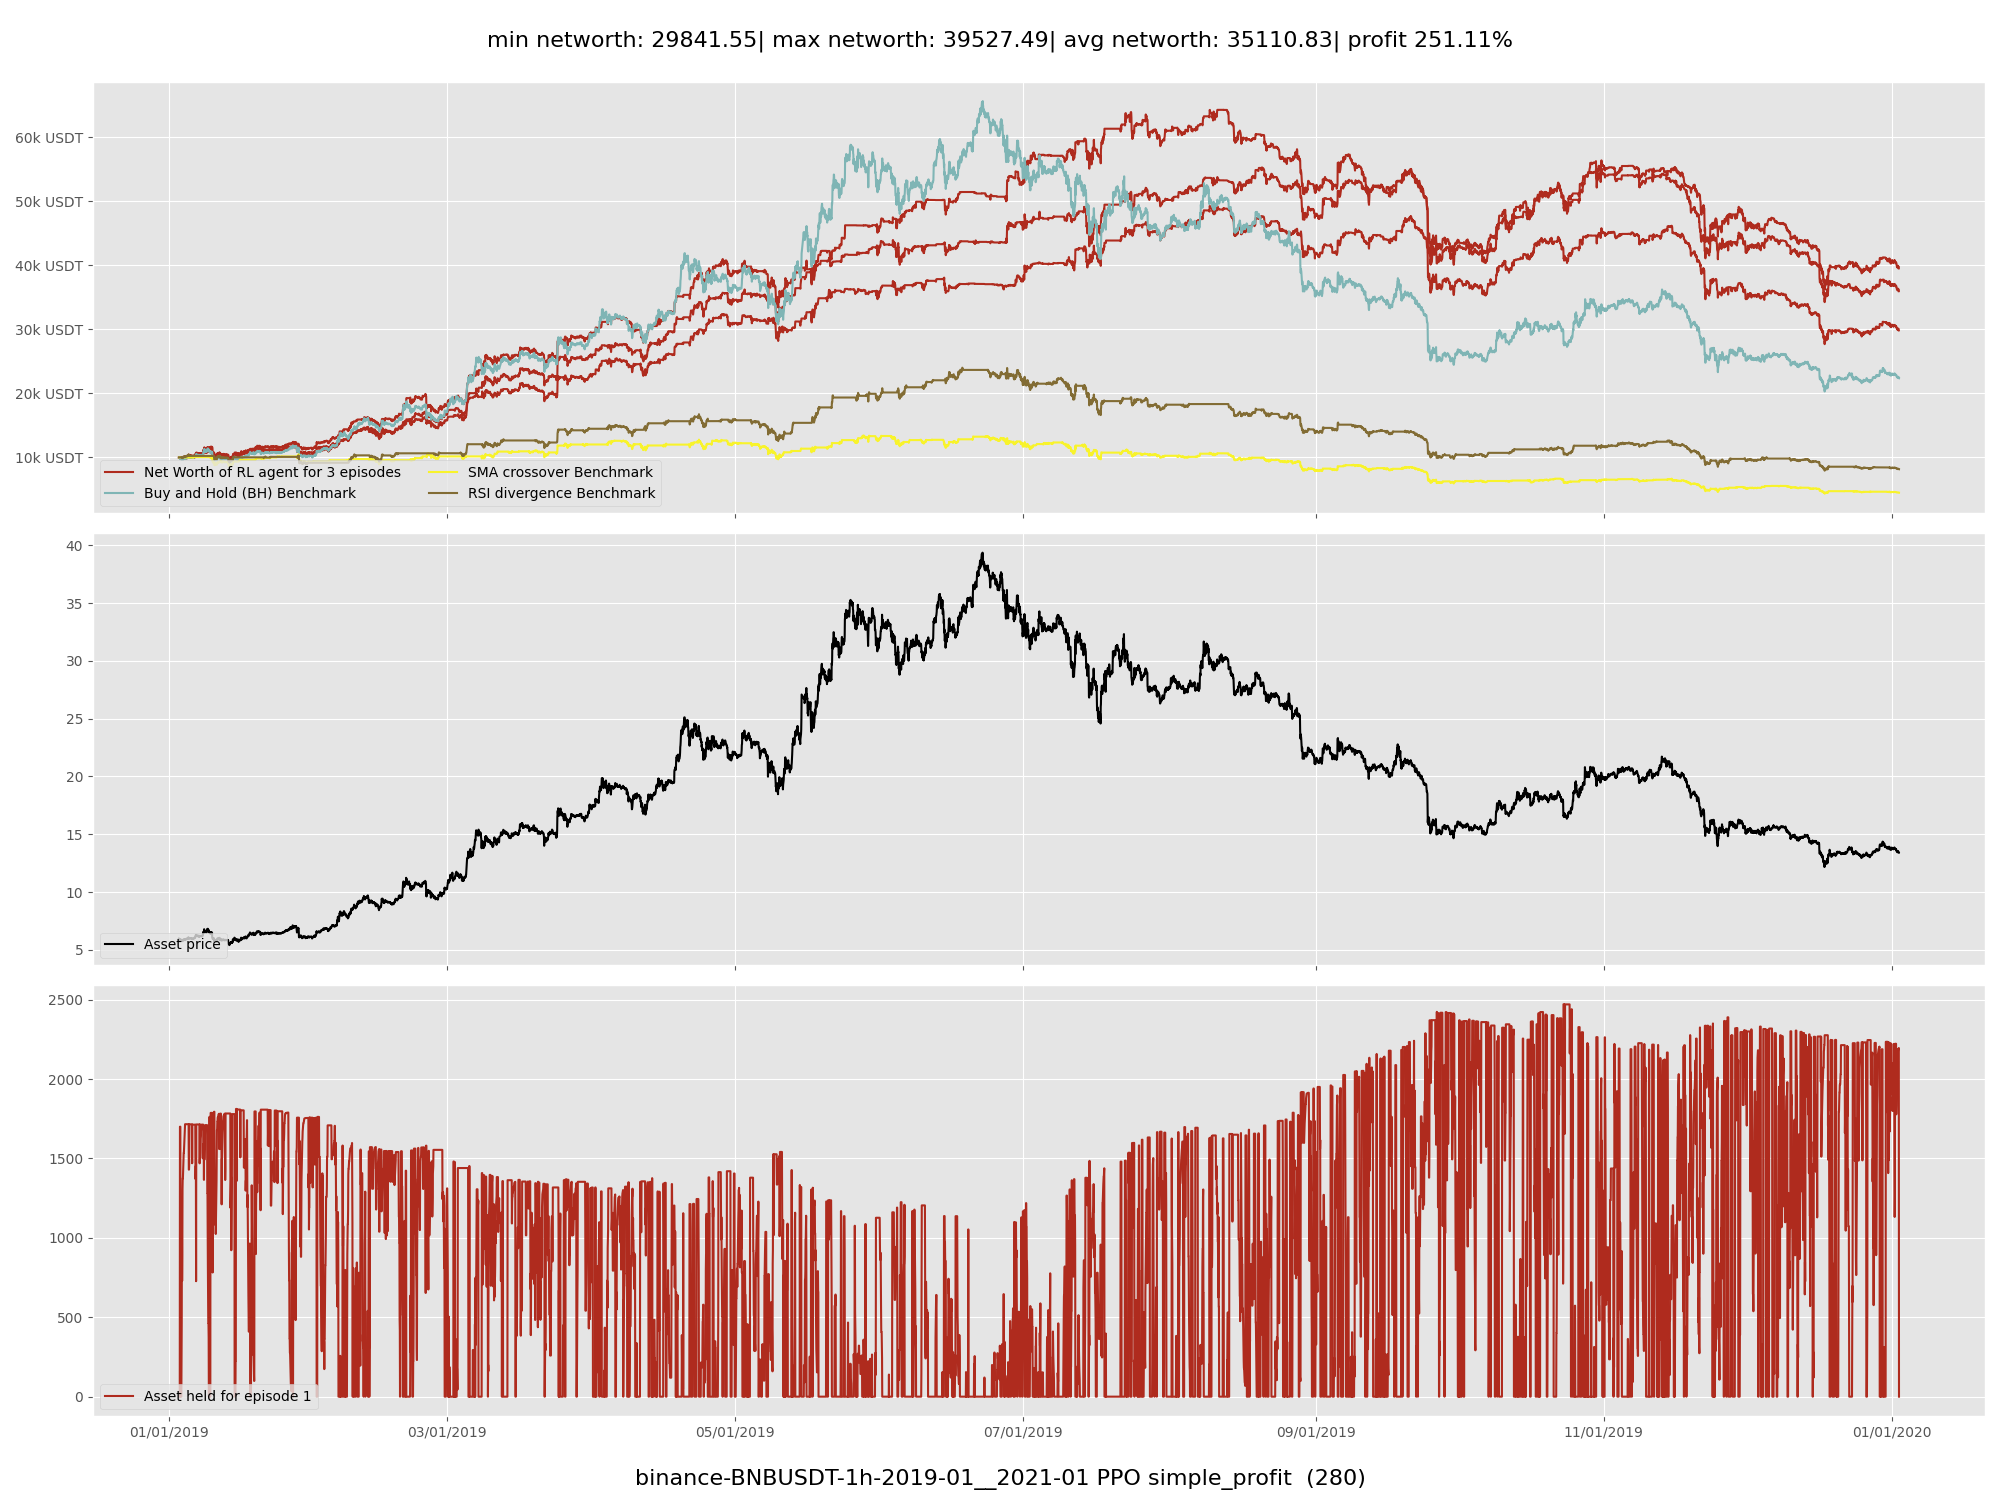 min networth: 29841.55| max networth: 39527.49| avg networth: 35110.83| profit 251.11%
60k USDT
50k USDT
40k USDT
30k USDT
20k USDT
10k USDT
Net Worth of RL agent for 3 episodes
Buy and Hold (BH) Benchmark
SMA crossover Benchmark
RSI divergence Benchmark
40
35
30
25
20
15
10
5
Asset price
2500
2000
1500
1000
500
0
Asset held for episode 1
01/01/2019 03/01/2019 05/01/2019 07/01/2019 09/01/2019 11/01/2019 01/01/2020
binance-BNBUSDT-1h-2019-01__2021-01 PPO simple_profit (280)